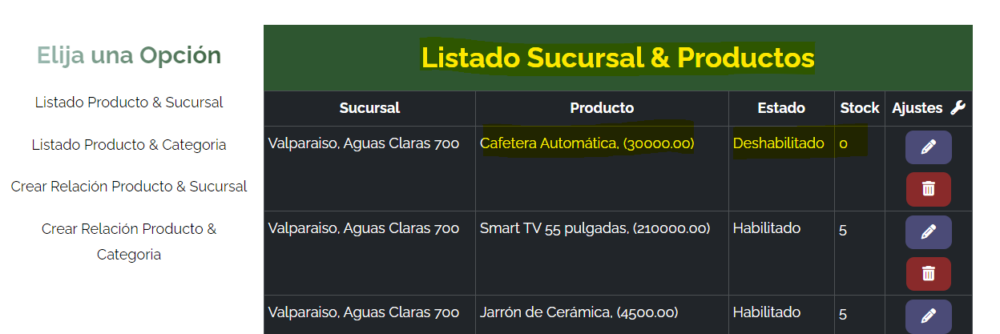 Elija una Opción
Listado Producto & Sucursal
Listado Producto & Categoria
Crear Relación Producto & Sucursal
Crear Relación Producto &
Categoria
Listado Sucursal & Productos
Sucursal Producto Estado Stock Ajustes
Valparaiso, Aguas Claras 700 Cafetera Automática, (30000.00) Deshabilitado 0
Valparaiso, Aguas Claras 700 Smart TV 55 pulgadas, (210000.00) Habilitado 5
Valparaiso, Aguas Claras 700 Jarrón de Cerámica, (4500.00) Habilitado 5